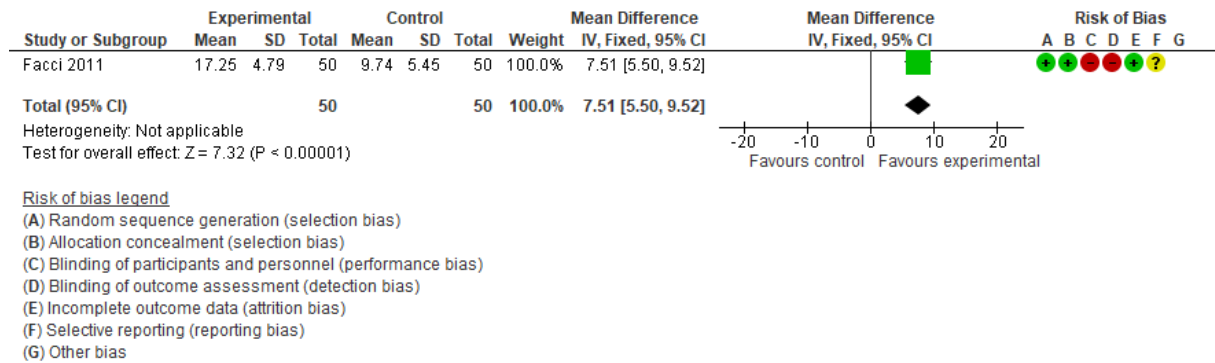 Experimental Control Mean Difference Mean Difference Risk of Bias
Study or Subgroup Mean SD Total Mean SD Total Weight IV, Fixed, 95% CI IV, Fixed, 95% CI A B C D E F G
Facci 2011 17.25 4.79 50 9.74 5.45 50 100.0% 7.51 [5.50, 9.52] + + - - + ?
Total (95% CI) 50 50 100.0% 7.51 [5.50, 9.52]
Heterogeneity: Not applicable
Test for overall effect: Z = 7.32 (P < 0.00001)
-20 -10 0 10 20
Favours control Favours experimental
Risk of bias legend
(A) Random sequence generation (selection bias)
(B) Allocation concealment (selection bias)
(C) Blinding of participants and personnel (performance bias)
(D) Blinding of outcome assessment (detection bias)
(E) Incomplete outcome data (attrition bias)
(F) Selective reporting (reporting bias)
(G) Other bias